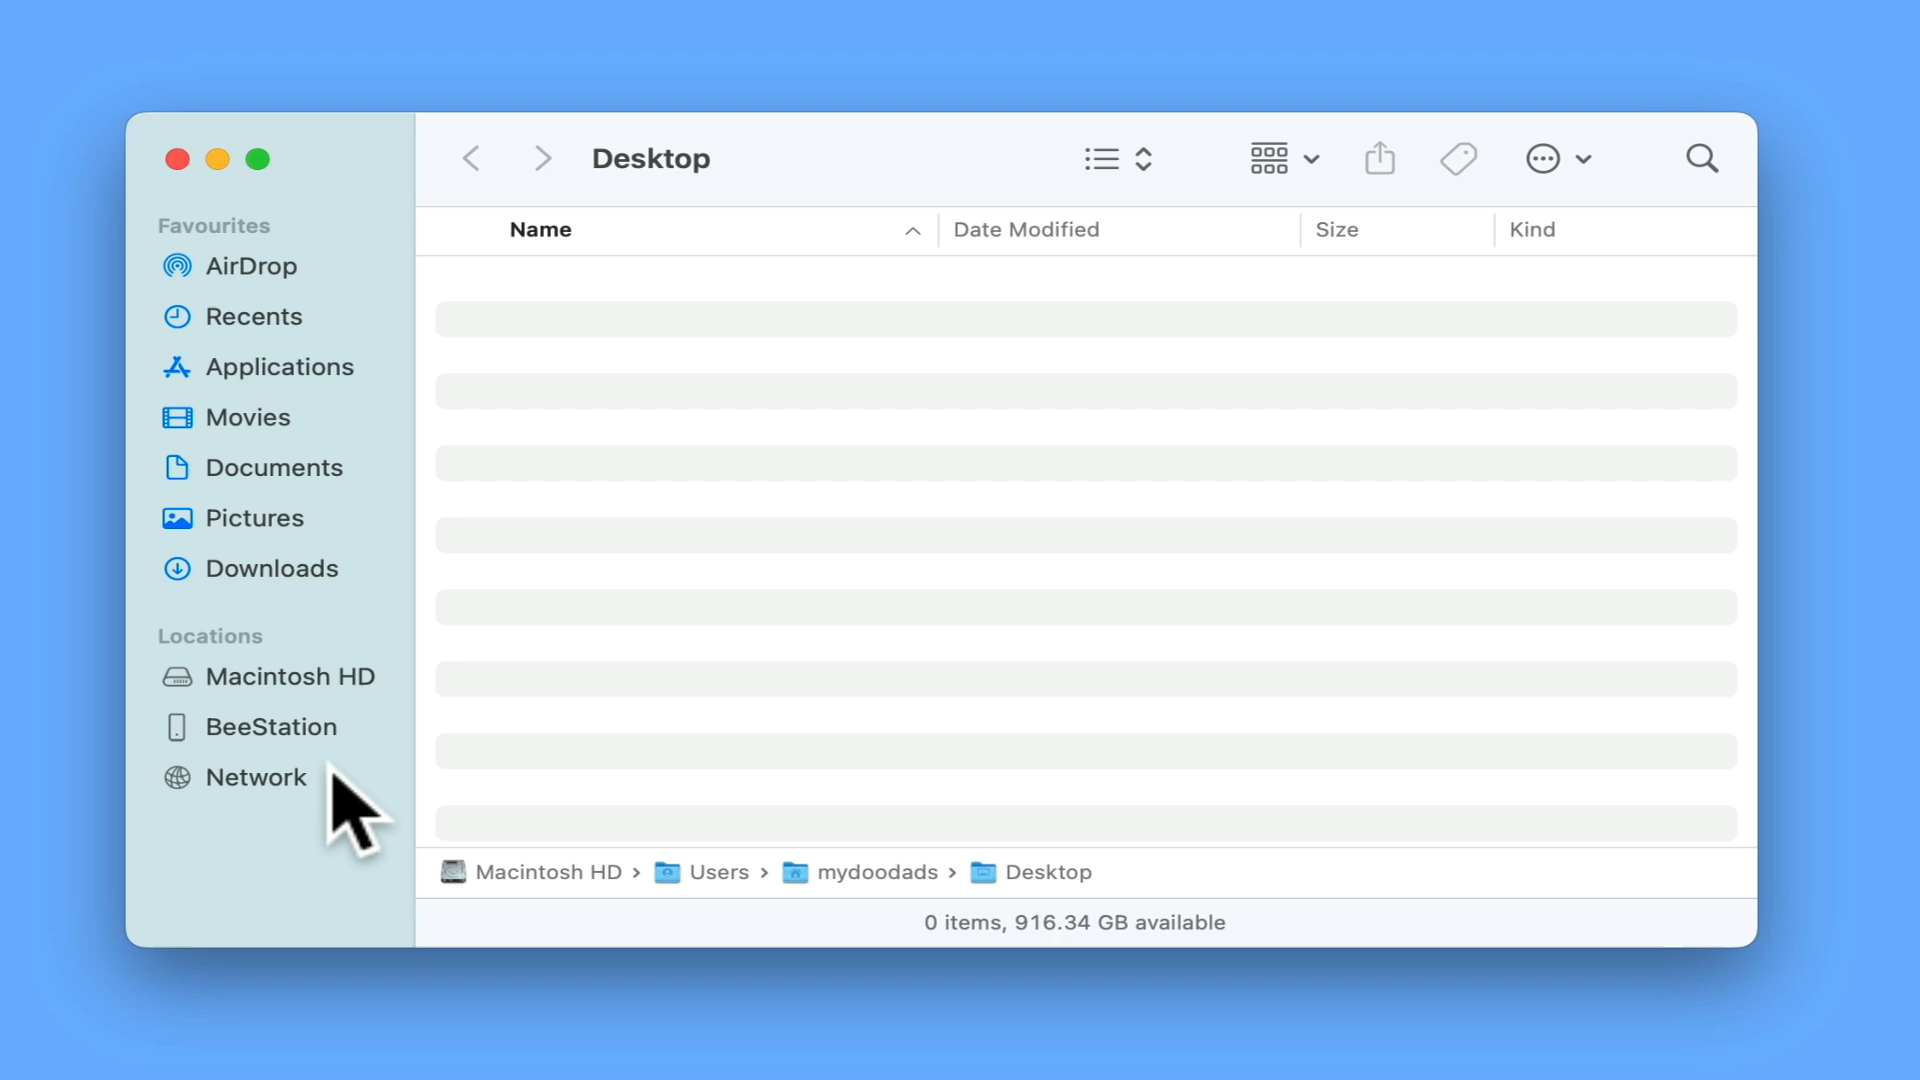 Desktop
Favourites
AirDrop
Recents
Applications
Movies
Documents
Pictures
Downloads
Locations
Macintosh HD
BeeStation
Network
Name Date Modified Size Kind
Macintosh HD › Users › mydoodads › Desktop
0 items, 916.34 GB available